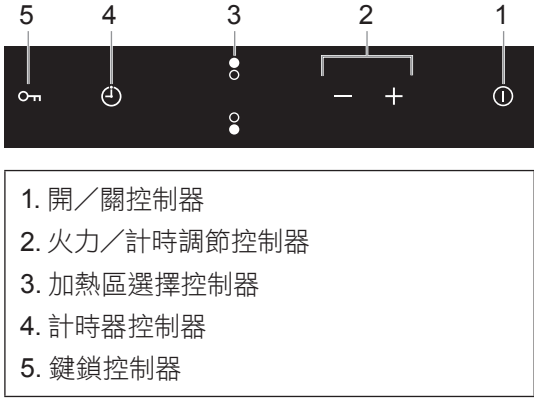 5 4 3 2 1
1. 開／關控制器
2. 火力／計時調節控制器
3. 加熱區選擇控制器
4. 計時器控制器
5. 鍵鎖控制器